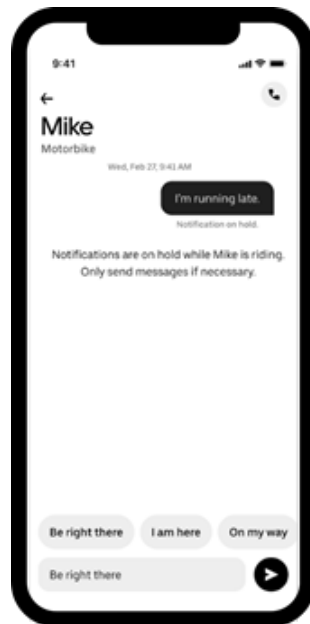 9:41
Mike
Motorbike
Wed, Feb 27, 9:41 AM
I'm running late.
Notification on hold.
Notifications are on hold while Mike is riding.
Only send messages if necessary.
Be right there
I am here
On my way
Be right there